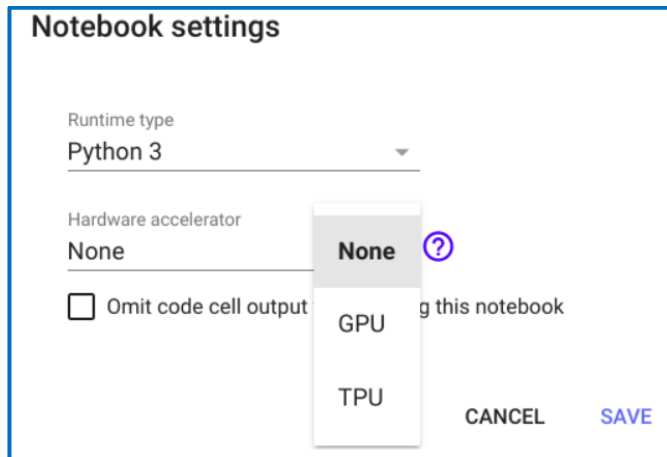 Notebook settings
Runtime type
Python 3
Hardware accelerator
None
None
?
Omit code cell output g this notebook
GPU
TPU
CANCEL SAVE